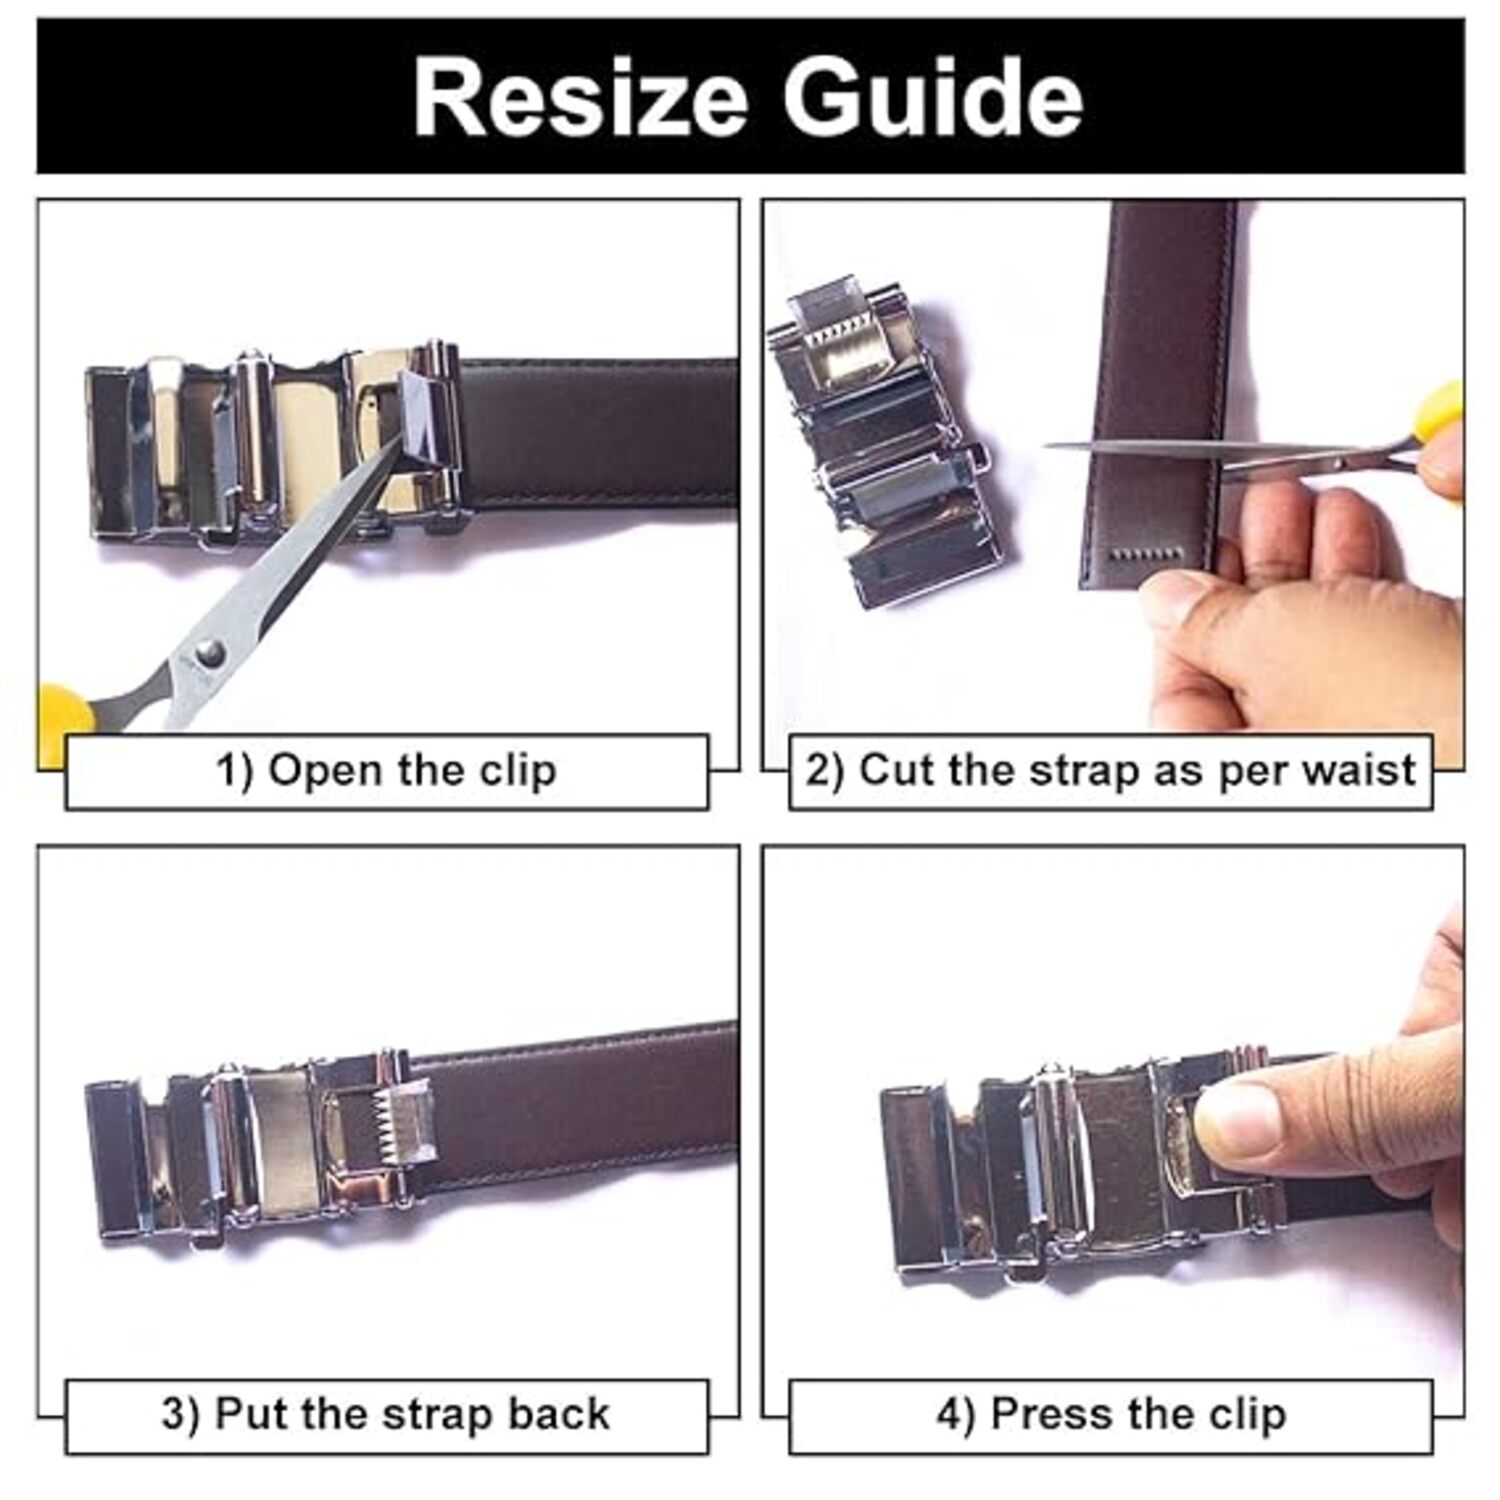 Resize Guide
1) Open the clip
2) Cut the strap as per waist
3) Put the strap back
4) Press the clip